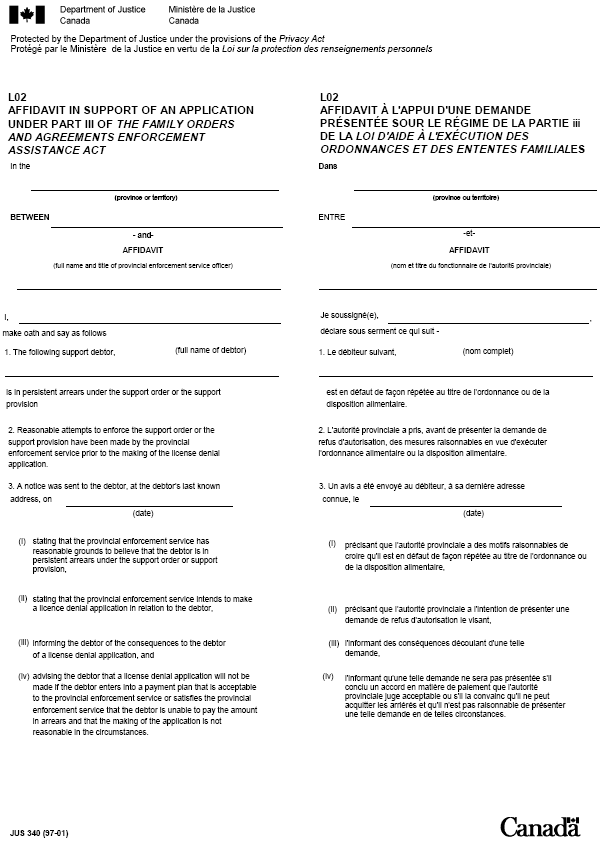 Department of Justice
Canada
Ministère de la Justice
Canada
Protected by the Department of Justice under the provisions of the Privacy Act
Protégé par le Ministère de la Justice en vertu de la Loi sur la protection des renseignements personnels
L02
AFFIDAVIT IN SUPPORT OF AN APPLICATION
UNDER PART III OF THE FAMILY ORDERS
AND AGREEMENTS ENFORCEMENT
ASSISTANCE ACT
In the
(province or territory)
BETWEEN
- and-
AFFIDAVIT
(full name and title of provincial enforcement service officer)
I,
make oath and say as follows
1. The following support debtor,
(full name of debtor)
is in persistent arrears under the support order or the support
provision
2. Reasonable attempts to enforce the support order or the
support provision have been made by the provincial
enforcement service prior to the making of the license denial
application.
3. A notice was sent to the debtor, at the debtor's last known
address, on
(date)
(i) stating that the provincial enforcement service has
reasonable grounds to believe that the debtor is in
persistent arrears under the support order or support
provision,
(ii) stating that the provincial enforcement service intends to make
a licence denial application in relation to the debtor,
(iii) informing the debtor of the consequences to the debtor
of a license denial application, and
(iv) advising the debtor that a license denial application will not be
made if the debtor enters into a payment plan that is acceptable
to the provincial enforcement service or satisfies the provincial
enforcement service that the debtor is unable to pay the amount
in arrears and that the making of the application is not
reasonable in the circumstances.
L02
AFFIDAVIT À L'APPUI D'UNE DEMANDE
PRÉSENTÉE SOUR LE RÉGIME DE LA PARTIE iii
DE LA LOI D'AIDE À L'EXÉCUTION DES
ORDONNANCES ET DES ENTENTES FAMILIALES
Dans
(province ou territoire)
ENTRE
-et-
AFFIDAVIT
(nom et titre du fonctionnaire de l'autorité provinciale)
Je soussigné(e),
,
déclare sous serment ce qui suit -
1. Le débiteur suivant,
(nom complet)
est en défaut de façon répétée au titre de l'ordonnance ou de la
disposition alimentaire.
2. L'autorité provinciale a pris, avant de présenter la demande de
refus d'autorisation, des mesures raisonnables en vue d'exécuter
l'ordonnance alimentaire ou la disposition alimentaire.
3. Un avis a été envoyé au débiteur, à sa dernière adresse
connue, le
(date)
(i) précisant que l'autorité provinciale a des motifs raisonnables de
croire qu'il est en défaut de façon répétée au titre de l'ordonnance ou
de la disposition alimentaire,
(ii) précisant que l'autorité provinciale a l'intention de présenter une
demande de refus d'autorisation le visant,
(iii) l'informant des conséquences découlant d'une telle
demande,
(iv) l'informant qu'une telle demande ne sera pas présentée s'il
conclu un accord en matière de paiement que l'autorité
provinciale juge acceptable ou s'il la convainc qu'il ne peut
acquitter les arriérés et qu'il n'est pas raisonnable de présenter
une telle demande en de telles circonstances.
JUS 340 (97-01)
Canada